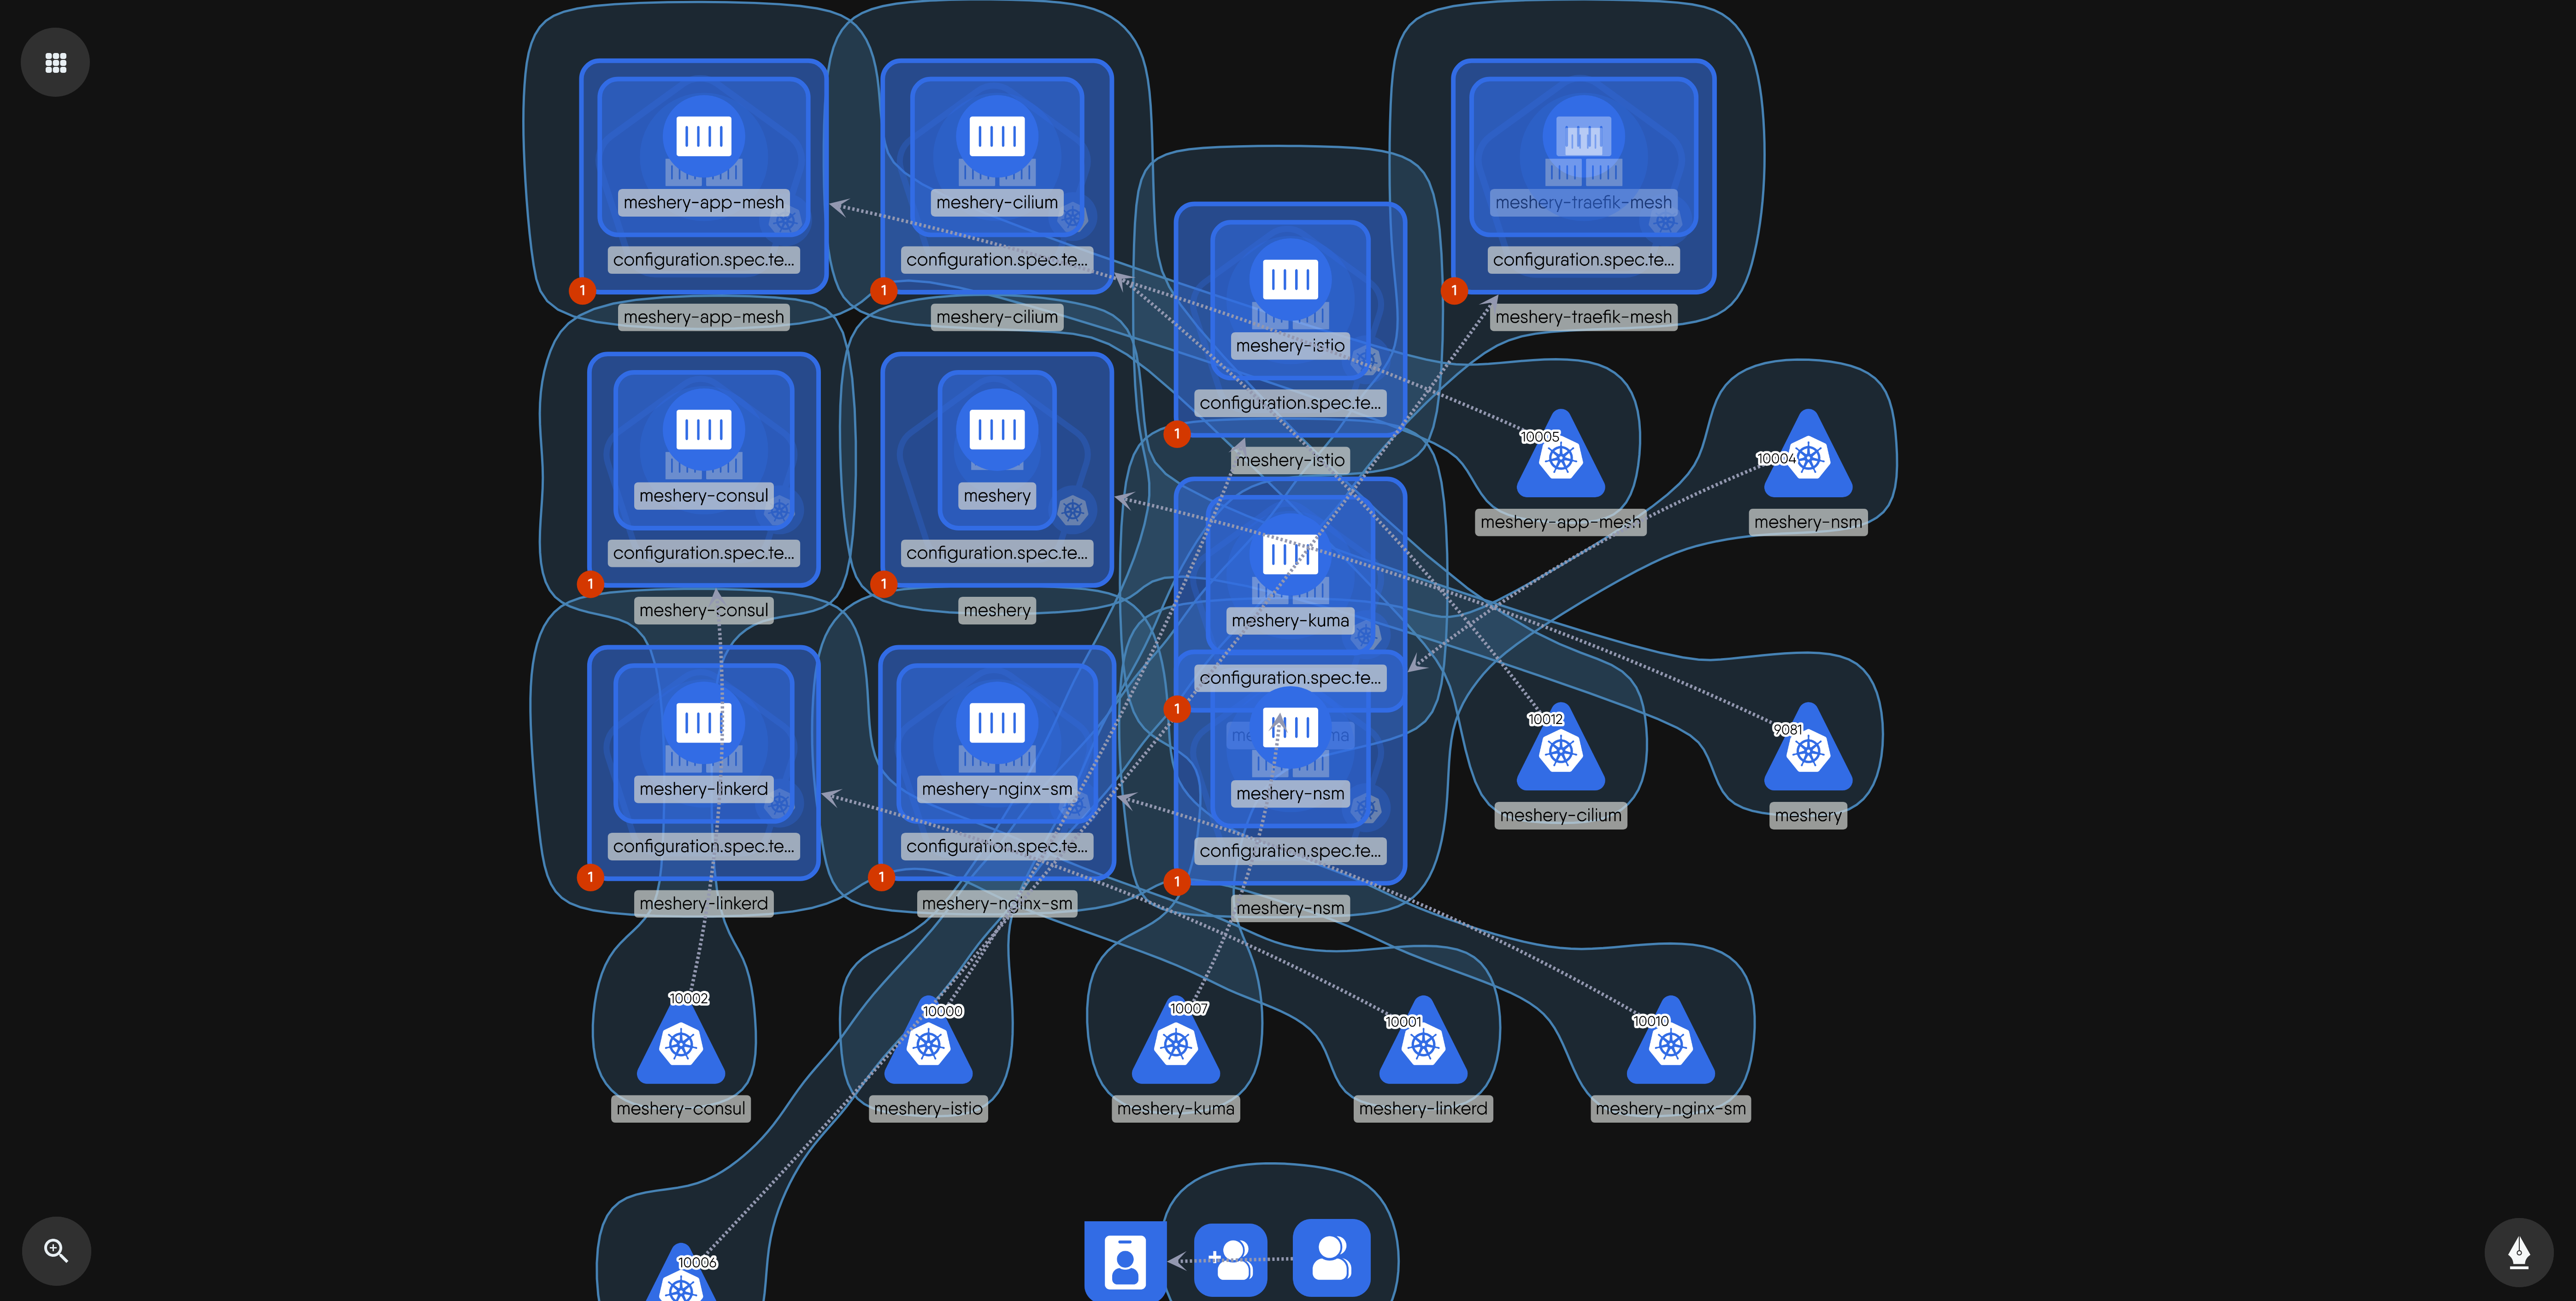 meshery-app-mesh
configuration.spec.te...
1
meshery-app-mesh
meshery-cilium
configuration.spec.te...
1
meshery-cilium
meshery-istio
configuration.spec.te...
1
meshery-istio
meshery-traefik-mesh
configuration.spec.te...
1
meshery-traefik-mesh
meshery-consul
configuration.spec.te...
1
meshery-consul
meshery
configuration.spec.te...
1
meshery
meshery-kuma
configuration.spec.te...
1
10005
meshery-app-mesh
10004
meshery-nsm
meshery-linkerd
configuration.spec.te...
1
meshery-linkerd
meshery-nginx-sm
configuration.spec.te...
1
meshery-nginx-sm
meshery-nsm
configuration.spec.te...
1
meshery-nsm
10012
meshery-cilium
9081
meshery
10002
meshery-consul
10000
meshery-istio
10007
meshery-kuma
10001
meshery-linkerd
10010
meshery-nginx-sm
10006